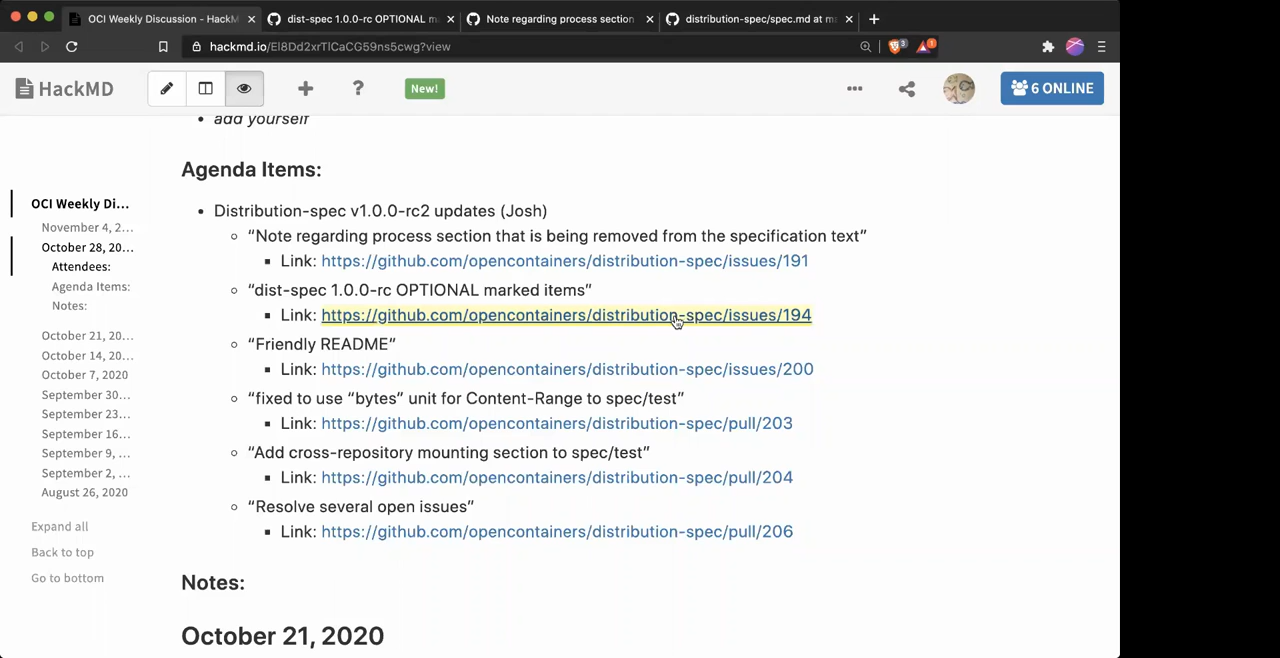 OCI Weekly Discussion - HackM
dist-spec 1.0.0-rc OPTIONAL m
Note regarding process section
distribution-spec/spec.md at m
hackmd.io/El8Dd2xrTlCaCG59ns5cwg?view
3
1
HackMD
New!
6 ONLINE
add yourself
Agenda Items:
Distribution-spec v1.0.0-rc2 updates (Josh)
“Note regarding process section that is being removed from the specification text”
Link: https://github.com/opencontainers/distribution-spec/issues/191
“dist-spec 1.0.0-rc OPTIONAL marked items”
Link: https://github.com/opencontainers/distribution-spec/issues/194
“Friendly README”
Link: https://github.com/opencontainers/distribution-spec/issues/200
“fixed to use “bytes” unit for Content-Range to spec/test”
Link: https://github.com/opencontainers/distribution-spec/pull/203
“Add cross-repository mounting section to spec/test”
Link: https://github.com/opencontainers/distribution-spec/pull/204
“Resolve several open issues”
Link: https://github.com/opencontainers/distribution-spec/pull/206
Notes:
October 21, 2020
OCI Weekly Di...
November 4, 2...
October 28, 20...
Attendees:
Agenda Items:
Notes:
October 21, 20...
October 14, 20...
October 7, 2020
September 30...
September 23...
September 16...
September 9, ...
September 2, ...
August 26, 2020
Expand all
Back to top
Go to bottom